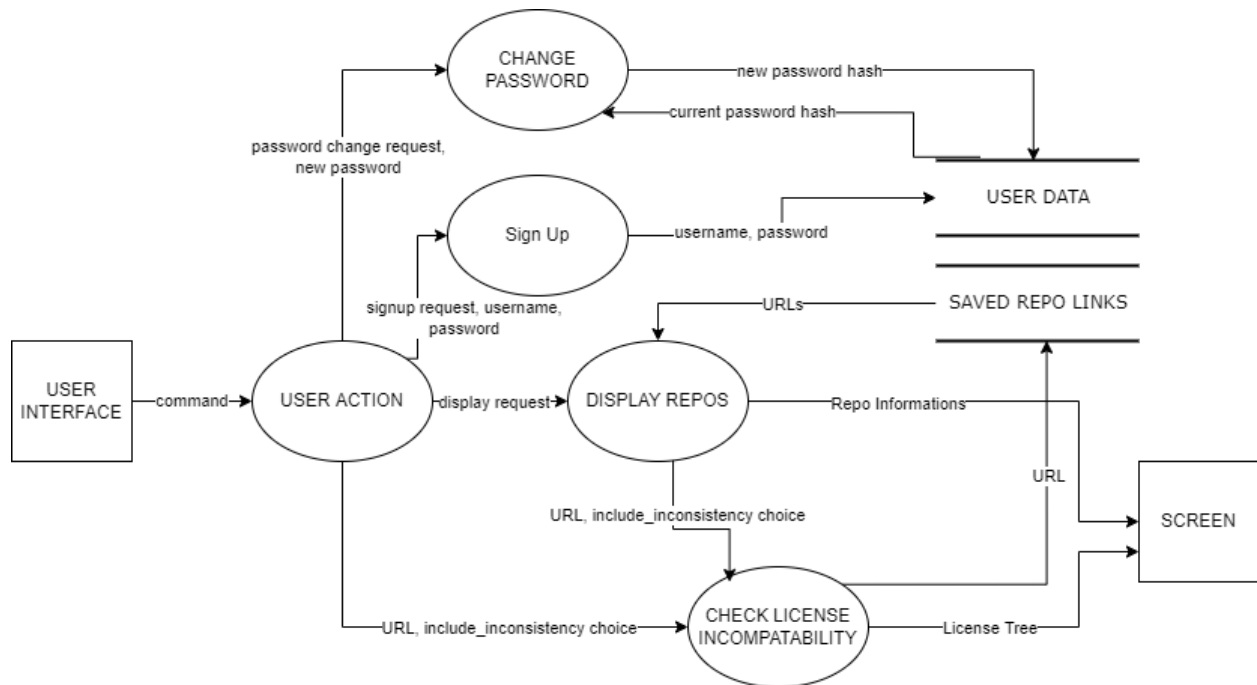 CHANGE
PASSWORD
new password hash
current password hash
password change request,
new password
USER DATA
Sign Up
username, password
signup request, username,
password
URLs
SAVED REPO LINKS
USER
INTERFACE
command
USER ACTION
display request
DISPLAY REPOS
Repo Informations
URL
URL, include_inconsistency choice
SCREEN
CHECK LICENSE
INCOMPATABILITY
URL, include_inconsistency choice
License Tree